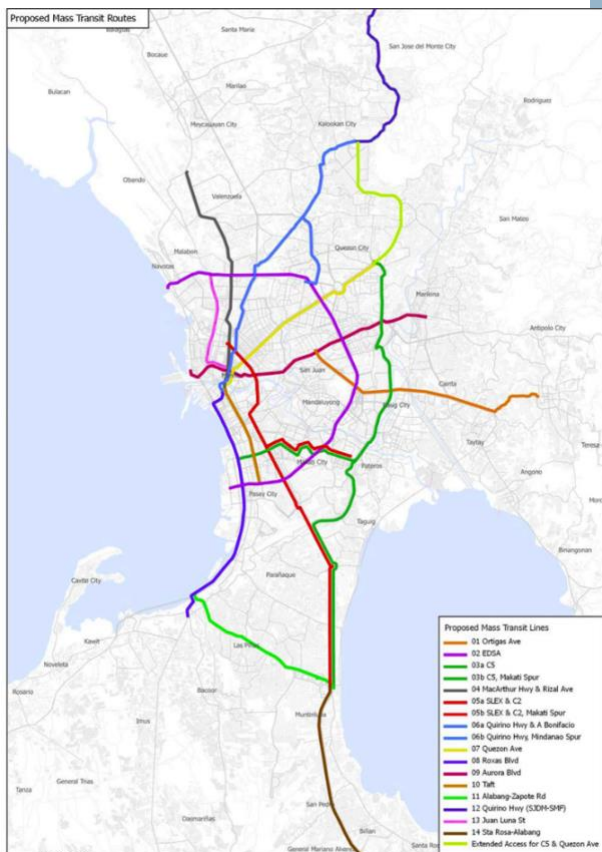 Proposed Mass Transit Routes
Santa Maria
San Jose del Monte City
Bocaue
Marilao
Bulacan
Rodriguez
Meycauayan City
Kalookan City
Obando
Valenzuela
San Mateo
Malabon
Quezon City
Navotas
Marikina
Antipolo City
San Juan
Cainta
Mandaluyong
Pasig City
Taytay
Teresa
Makati City
Pateros
Angono
Pasay City
Taguig
Binangonan
Parañaque
Cavite City
Kawit
Las Piñas
Noveleta
Rosario
Bacoor
Imus
Muntinlupa
General Trias
Tanza
San Pedro
Dasmariñas
Biñan
General Mariano Alvarez
Santa Ros
Proposed Mass Transit Lines
01 Ortigas Ave
02 EDSA
03a C5
03b C5, Makati Spur
04 MacArthur Hwy & Rizal Ave
05a SLEX & C2
05b SLEX & C2, Makati Spur
06a Quirino Hwy & A Bonifacio
06b Quirino Hwy, Mindanao Spur
07 Quezon Ave
08 Roxas Blvd
09 Aurora Blvd
10 Taft
11 Alabang-Zapote Rd
12 Quirino Hwy (SJDM-SMF)
13 Juan Luna St
14 Sta Rosa-Alabang
Extended Access for C5 & Quezon Ave